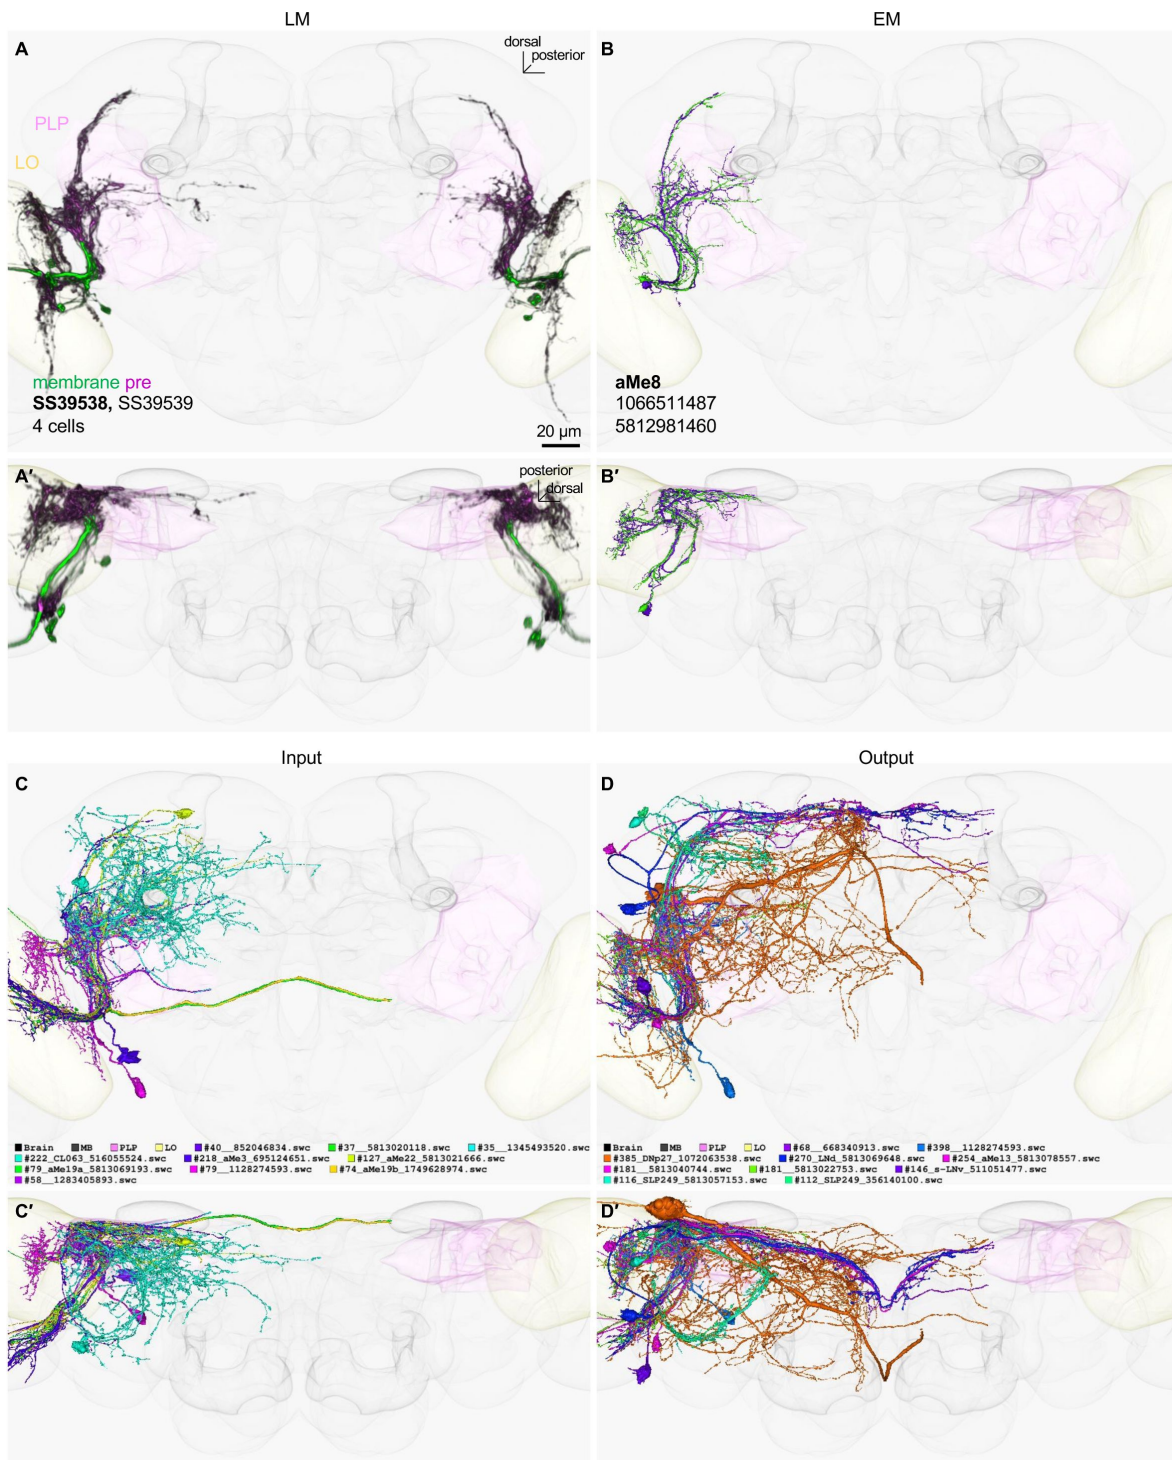 LM
EM
A
dorsal
posterior
PLP
LO
membrane pre
SS39538, SS39539
4 cells
20 µm
B
aMe8
1066511487
5812981460
A′
posterior
dorsal
B′
Input
Output
C
Brain MB PLP LO #40__852046834.swc #37__5813020118.swc #35__1345493520.swc
#222_CL063_516055524.swc #218_aMe3_695124651.swc #127_aMe22_5813021666.swc
#79_aMe19a_5813069193.swc #79__1128274593.swc #74_aMe19b_1749628974.swc
#58__1283405893.swc
D
Brain MB PLP LO #68__668340913.swc #398__1128274593.swc
#385_DNp27_1072063538.swc #270_LNd_5813069648.swc #254_aMe13_5813078557.swc
#181__5813040744.swc #181__5813022753.swc #146_s-LNv_511051477.swc
#116_SLP249_5813057153.swc #112_SLP249_356140100.swc
C′
D′